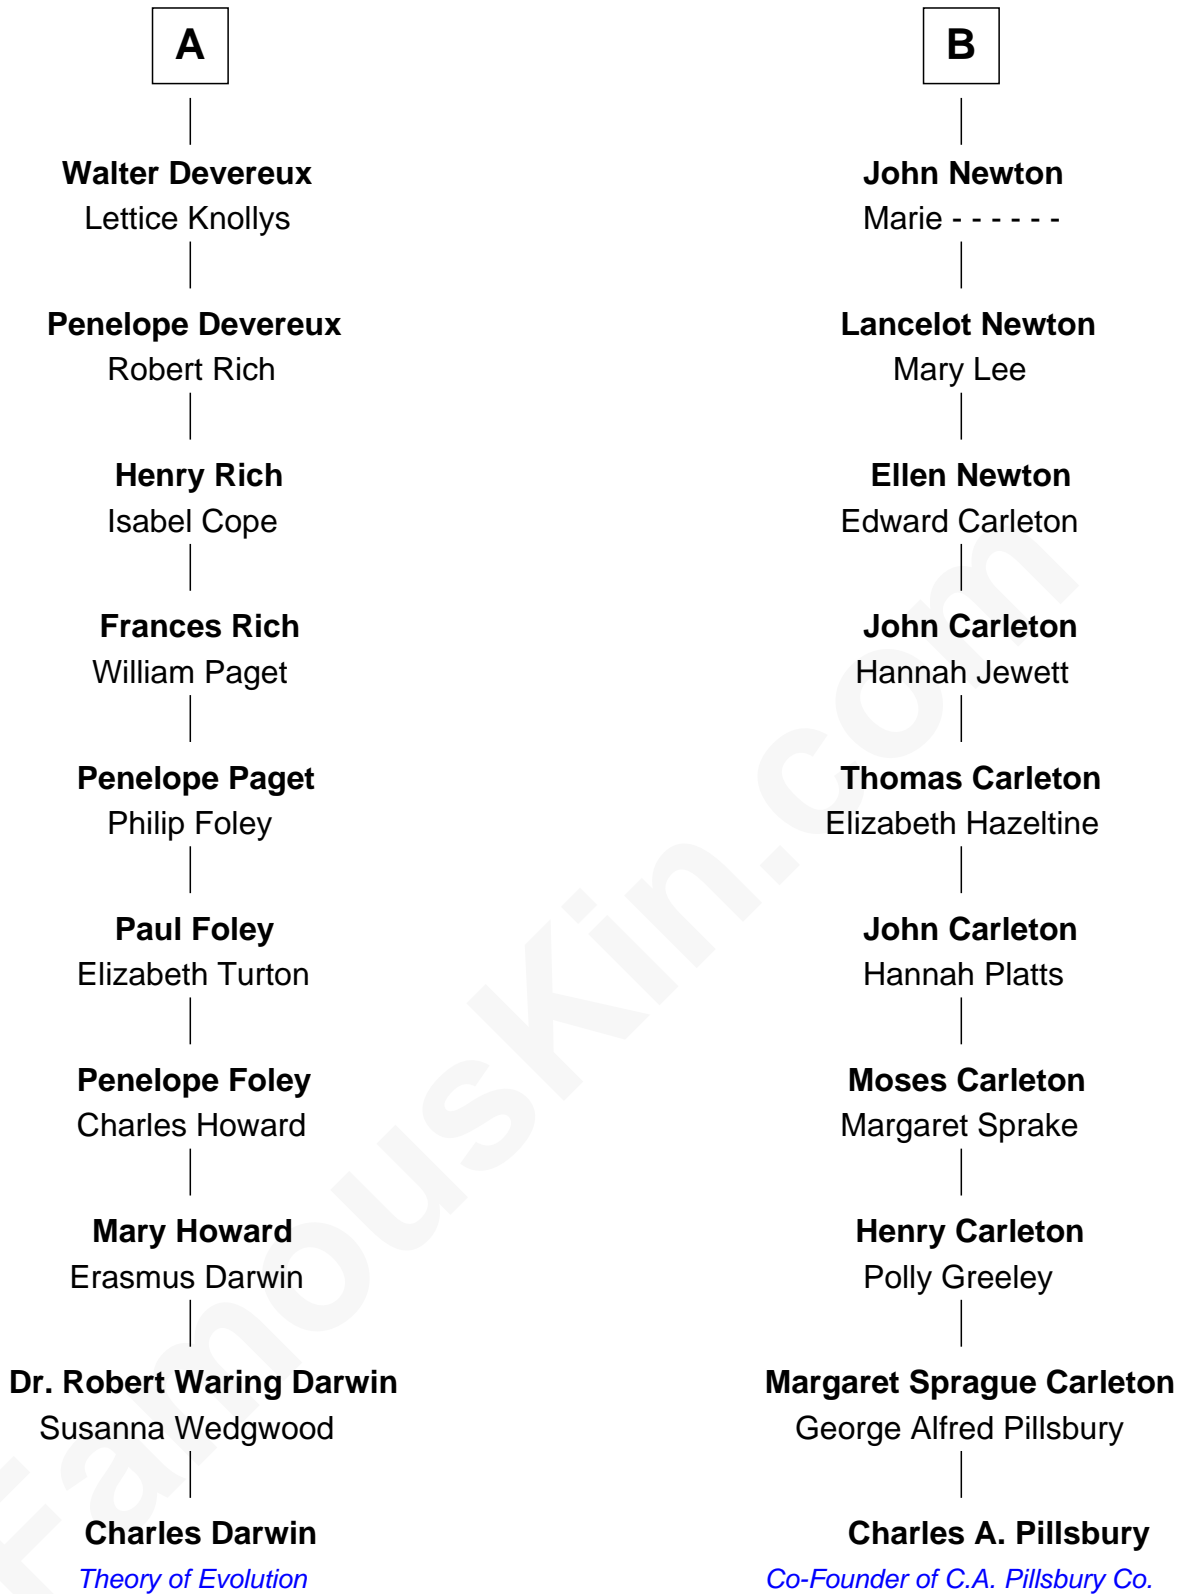 A
Walter Devereux
Lettice Knollys
Penelope Devereux
Robert Rich
Henry Rich
Isabel Cope
Frances Rich
William Paget
Penelope Paget
Philip Foley
Paul Foley
Elizabeth Turton
Penelope Foley
Charles Howard
Mary Howard
Erasmus Darwin
Dr. Robert Waring Darwin
Susanna Wedgwood
Charles Darwin
Theory of Evolution
B
John Newton
Marie - - - - - -
Lancelot Newton
Mary Lee
Ellen Newton
Edward Carleton
John Carleton
Hannah Jewett
Thomas Carleton
Elizabeth Hazeltine
John Carleton
Hannah Platts
Moses Carleton
Margaret Sprake
Henry Carleton
Polly Greeley
Margaret Sprague Carleton
George Alfred Pillsbury
Charles A. Pillsbury
Co-Founder of C.A. Pillsbury Co.
FamousKin.com